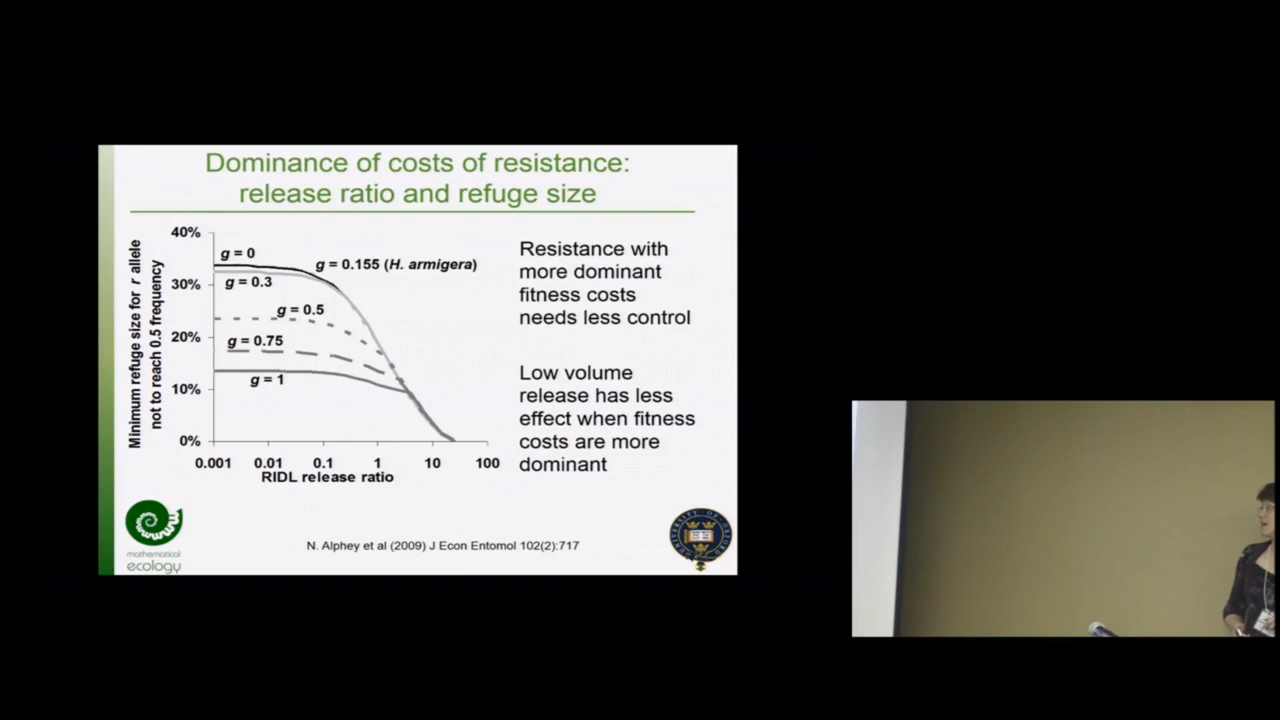 Dominance of costs of resistance:
release ratio and refuge size
Minimum refuge size for r allele
not to reach 0.5 frequency
40%
30%
20%
10%
0%
g = 0
g = 0.155 (H. armigera)
g = 0.3
g = 0.5
g = 0.75
g = 1
0.001 0.01 0.1 1 10 100
RIDL release ratio
Resistance with
more dominant
fitness costs
needs less control
Low volume
release has less
effect when fitness
costs are more
dominant
mathematical
ecology
N. Alphey et al (2009) J Econ Entomol 102(2):717
UNIVERSITY OF OXFORD